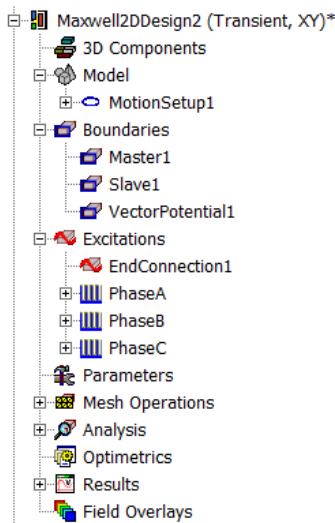 Maxwell2DDesign2 (Transient, XY)*
3D Components
Model
MotionSetup1
Boundaries
Master1
Slave1
VectorPotential1
Excitations
EndConnection1
PhaseA
PhaseB
PhaseC
Parameters
Mesh Operations
Analysis
Optimetrics
Results
Field Overlays